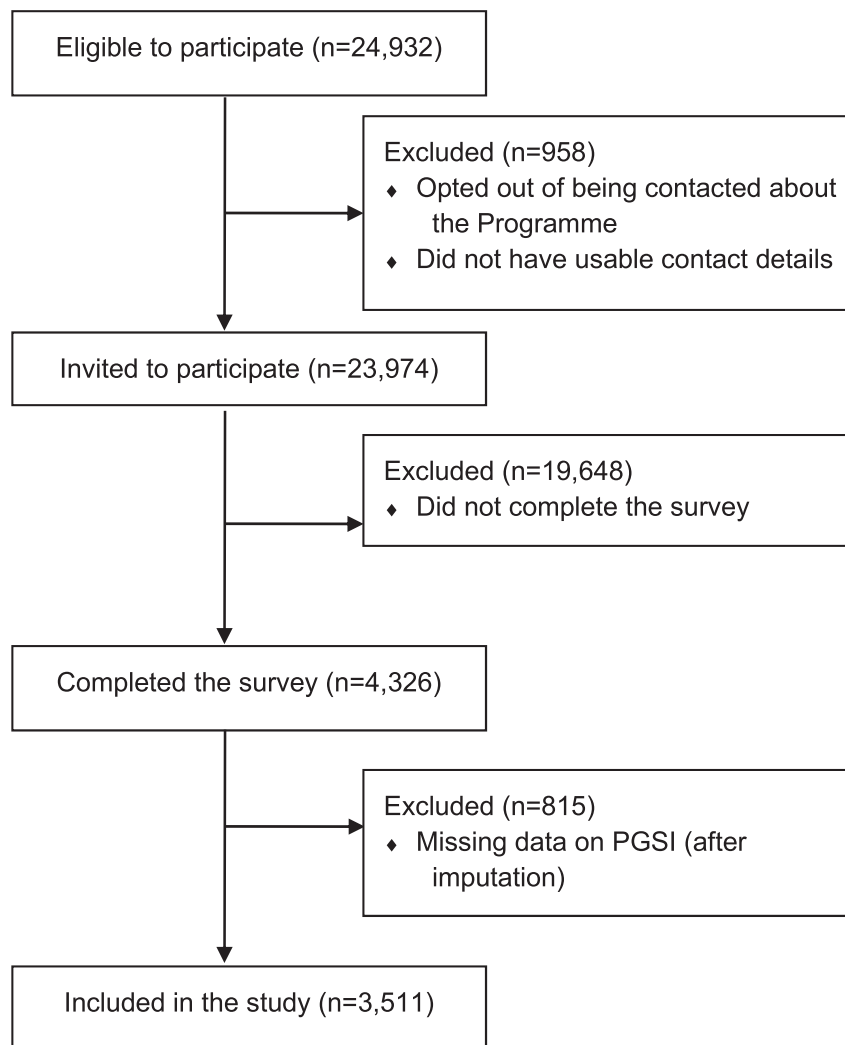 Eligible to participate (n=24,932)
Excluded (n=958)
♦ Opted out of being contacted about
the Programme
♦ Did not have usable contact details
Invited to participate (n=23,974)
Excluded (n=19,648)
♦ Did not complete the survey
Completed the survey (n=4,326)
Excluded (n=815)
♦ Missing data on PGSI (after
imputation)
Included in the study (n=3,511)